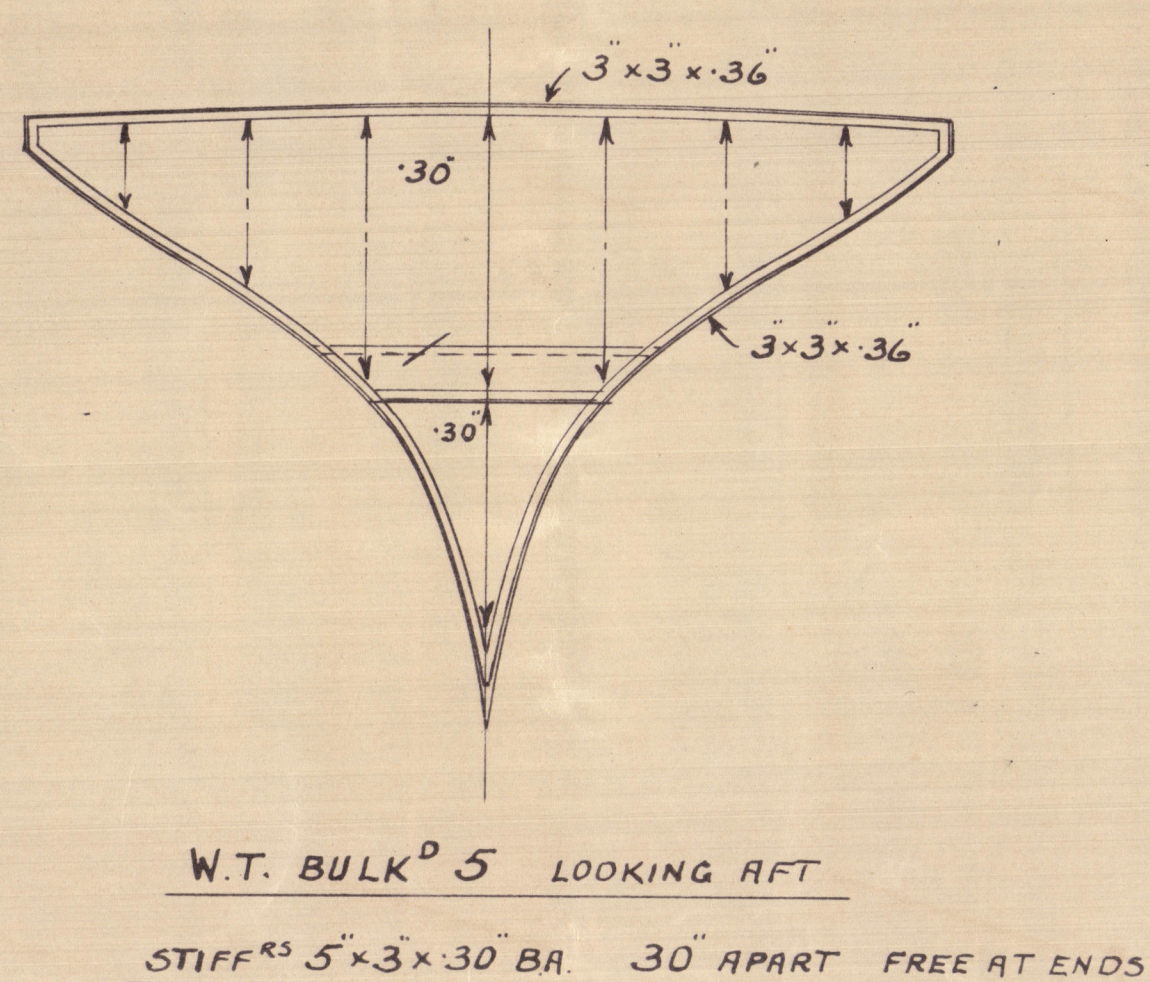 3" x 3" x .36"
.30"
3" x 3" x .36"
.30"
W.T. BULKᴰ 5 LOOKING AFT
STIFFᴿˢ 5" x 3" x .30" B.A. 30" APART FREE AT ENDS